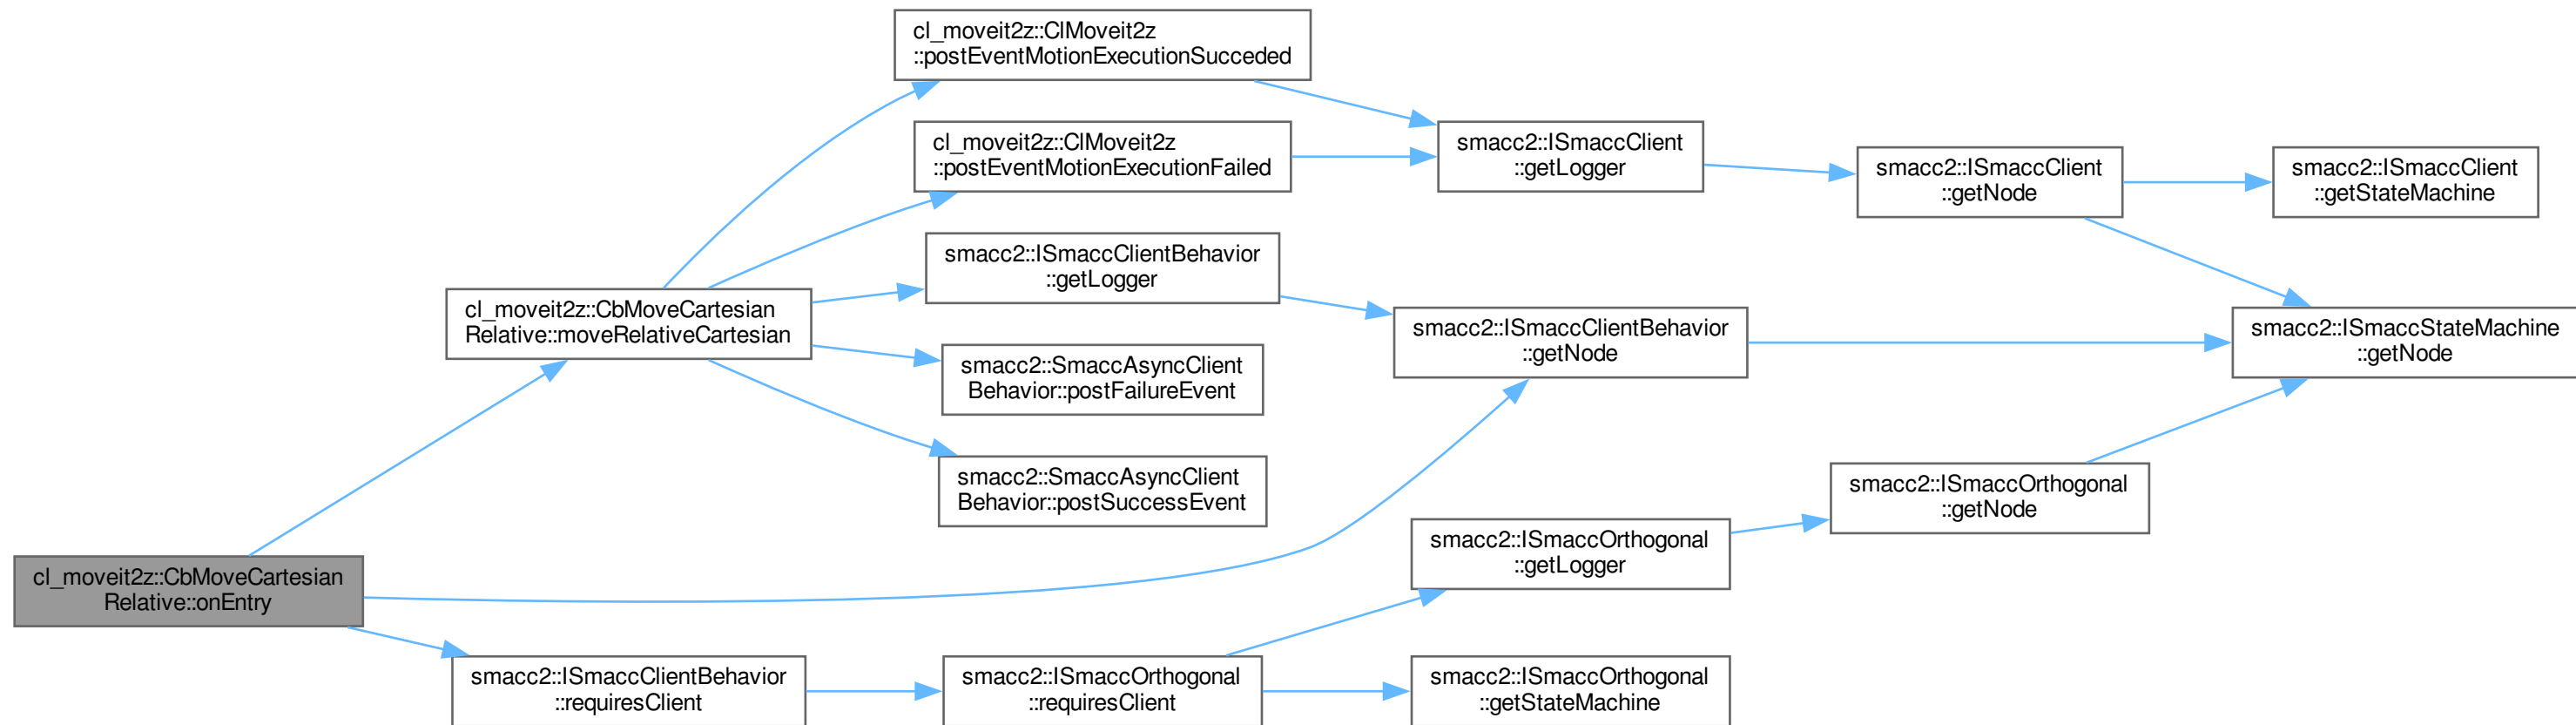 cl_moveit2z::ClMoveit2z
::postEventMotionExecutionSucceded
cl_moveit2z::ClMoveit2z
::postEventMotionExecutionFailed
smacc2::ISmaccClient
::getLogger
smacc2::ISmaccClient
::getNode
smacc2::ISmaccClient
::getStateMachine
smacc2::ISmaccClientBehavior
::getLogger
cl_moveit2z::CbMoveCartesian
Relative::moveRelativeCartesian
smacc2::ISmaccClientBehavior
::getNode
smacc2::ISmaccStateMachine
::getNode
smacc2::SmaccAsyncClient
Behavior::postFailureEvent
smacc2::SmaccAsyncClient
Behavior::postSuccessEvent
smacc2::ISmaccOrthogonal
::getNode
smacc2::ISmaccOrthogonal
::getLogger
cl_moveit2z::CbMoveCartesian
Relative::onEntry
smacc2::ISmaccClientBehavior
::requiresClient
smacc2::ISmaccOrthogonal
::requiresClient
smacc2::ISmaccOrthogonal
::getStateMachine